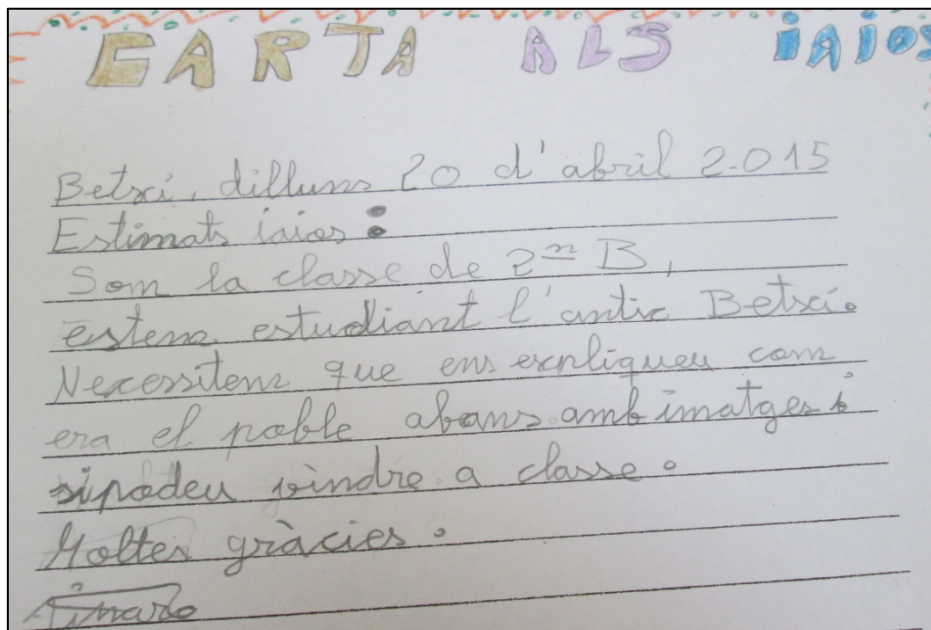 CARTA ALS IAIOS
Betxí, dilluns 20 d'abril 2.015
Estimats iaios:
Som la classe de 2n B,
estem estudiant l'antic Betxí.
Necessitem que ens expliqueu com
era el poble abans amb imatges i
si podeu vindre a classe.
Moltes gràcies.